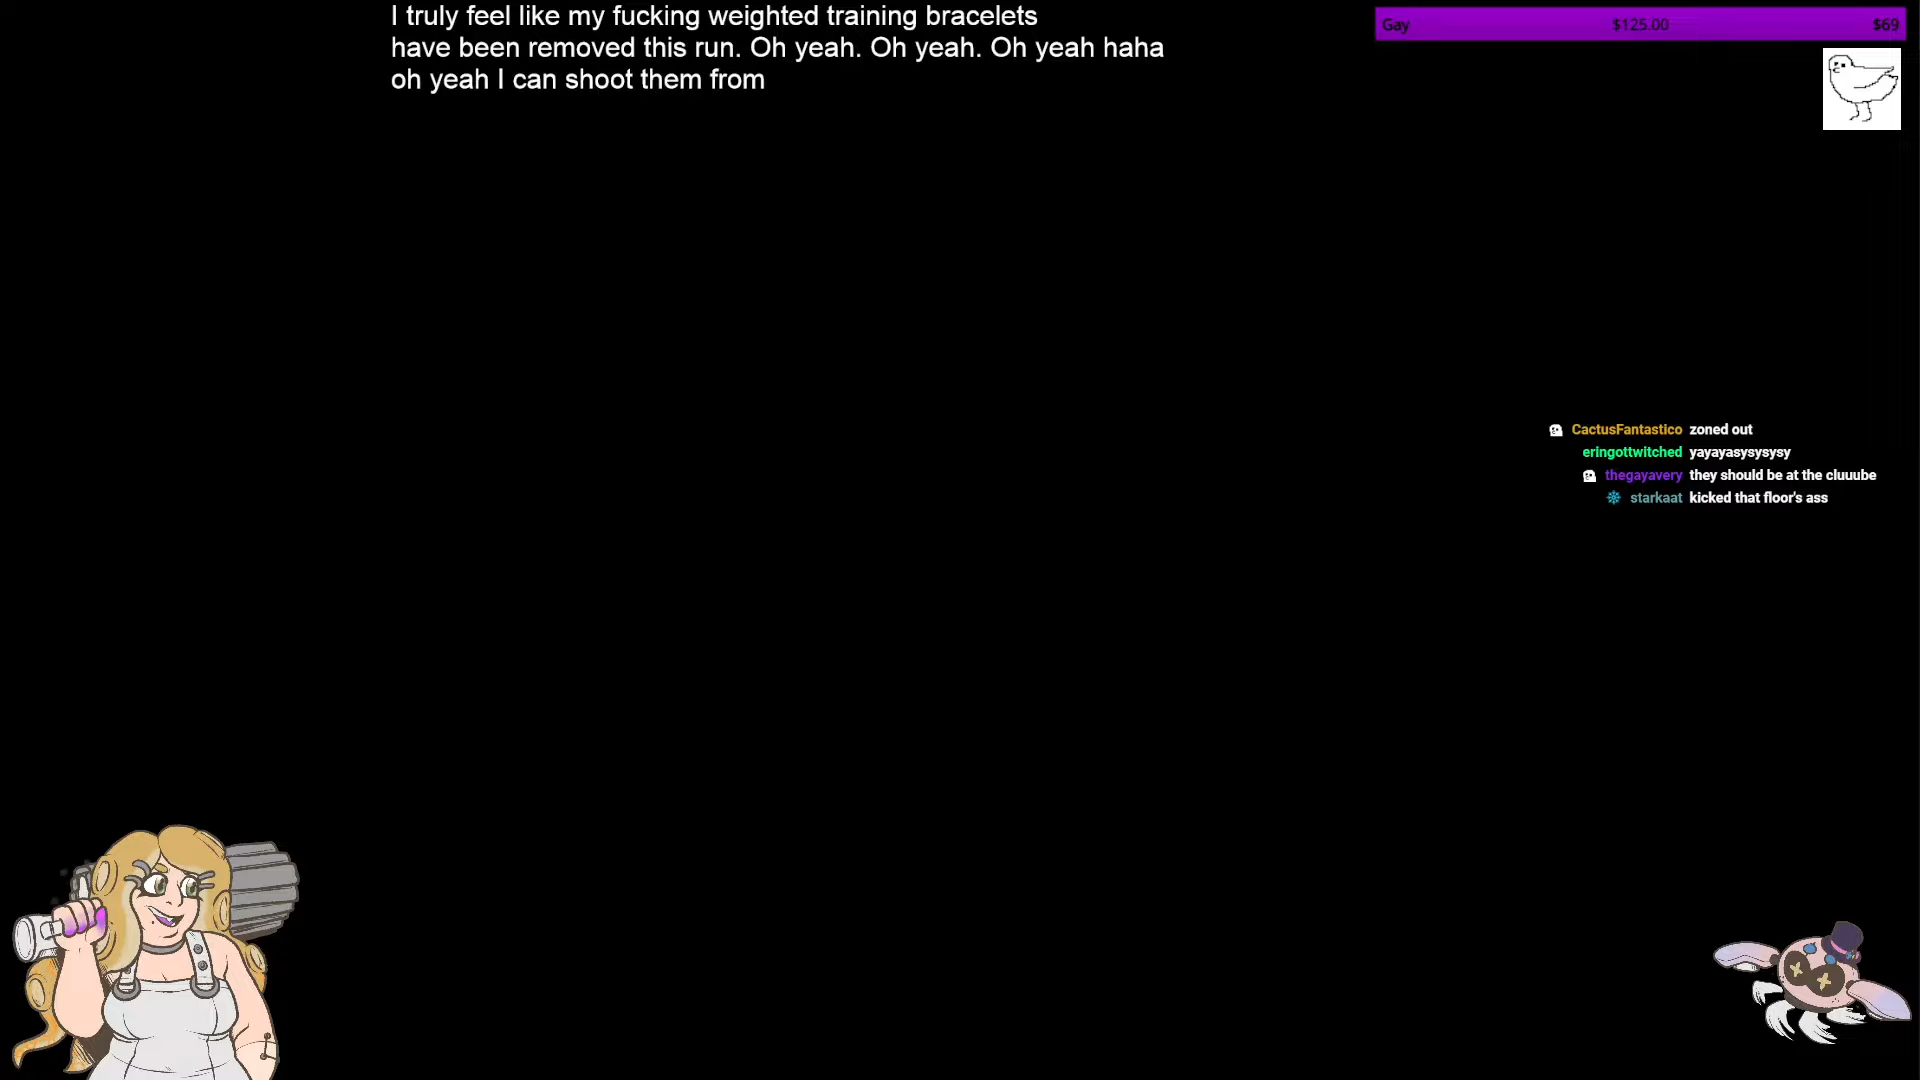 I truly feel like my fucking weighted training bracelets
have been removed this run. Oh yeah. Oh yeah. Oh yeah haha
oh yeah I can shoot them from
Gay $125.00 $69
CactusFantastico zoned out
eringottwitched yayayasysysysy
thegayavery they should be at the cluuube
starkaat kicked that floor's ass